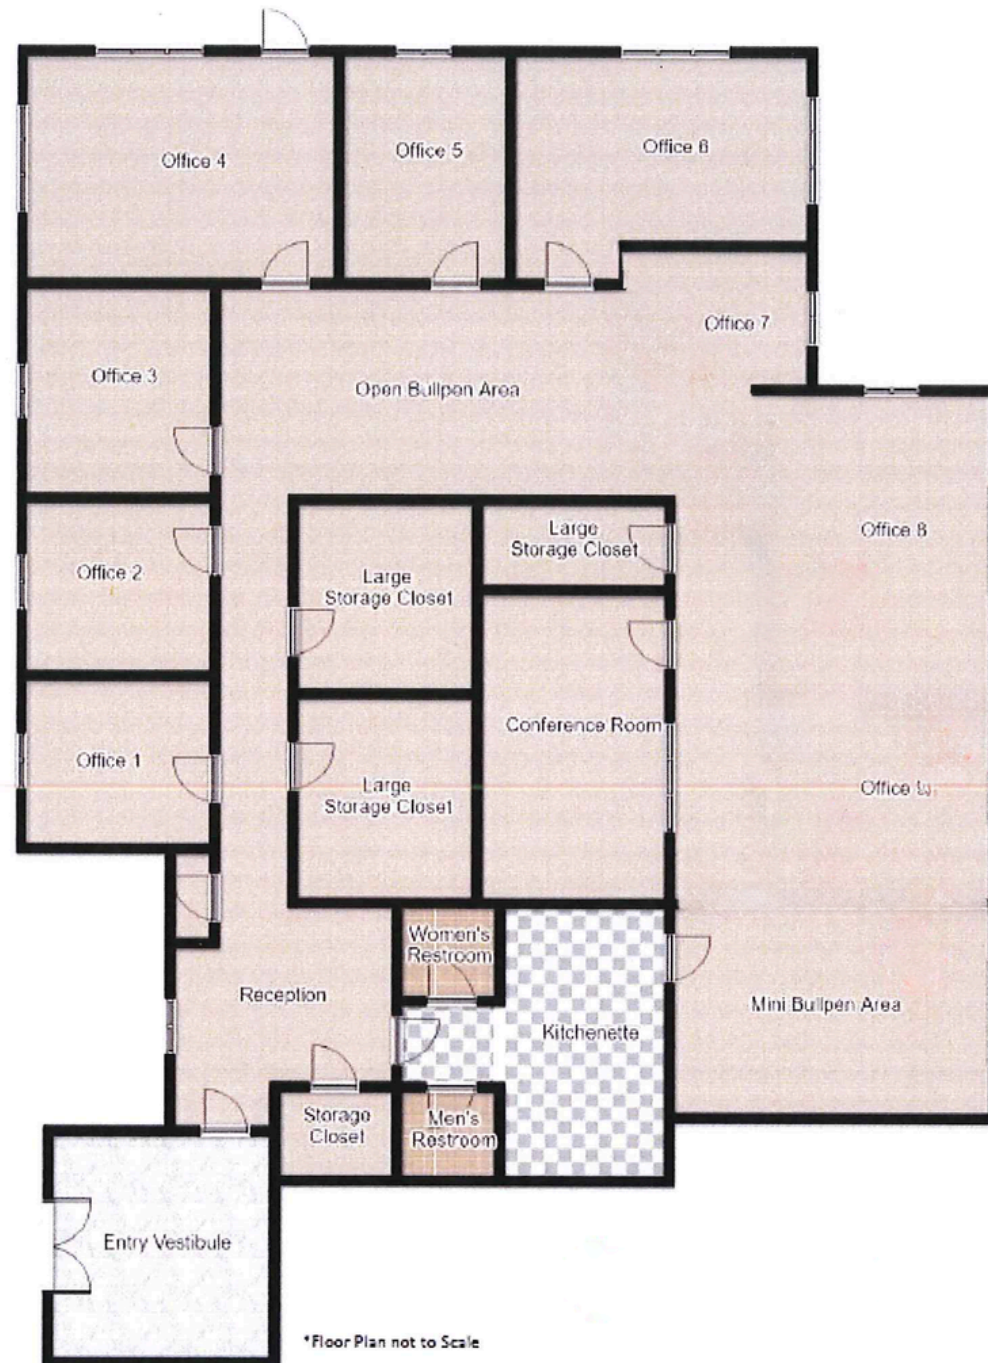 Office 4
Office 5
Office 6
Office 7
Office 3
Open Bullpen Area
Large
Storage Closet
Office 8
Office 2
Large
Storage Closet
Conference Room
Office 1
Large
Storage Closet
Office 9
Women's
Restroom
Reception
Mini Bullpen Area
Kitchenette
Storage
Closet
Men's
Restroom
Entry Vestibule
*Floor Plan not to Scale